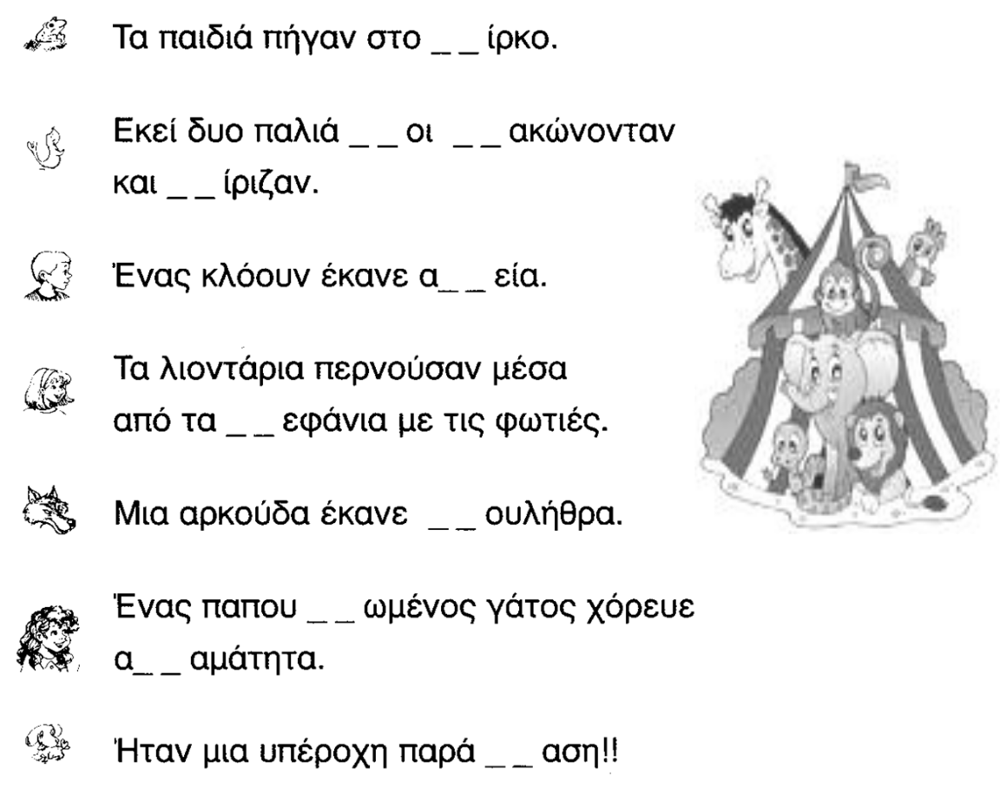 Τα παιδιά πήγαν στο _ _ ίρκο.
Εκεί δυο παλιά _ _ οι _ _ ακώνονταν
και _ _ ίριζαν.
Ένας κλόουν έκανε α_ _ εία.
Τα λιοντάρια περνούσαν μέσα
από τα _ _ εφάνια με τις φωτιές.
Μια αρκούδα έκανε _ _ ουλήθρα.
Ένας παπου _ _ ωμένος γάτος χόρευε
α_ _ αμάτητα.
Ήταν μια υπέροχη παρά _ _ αση!!